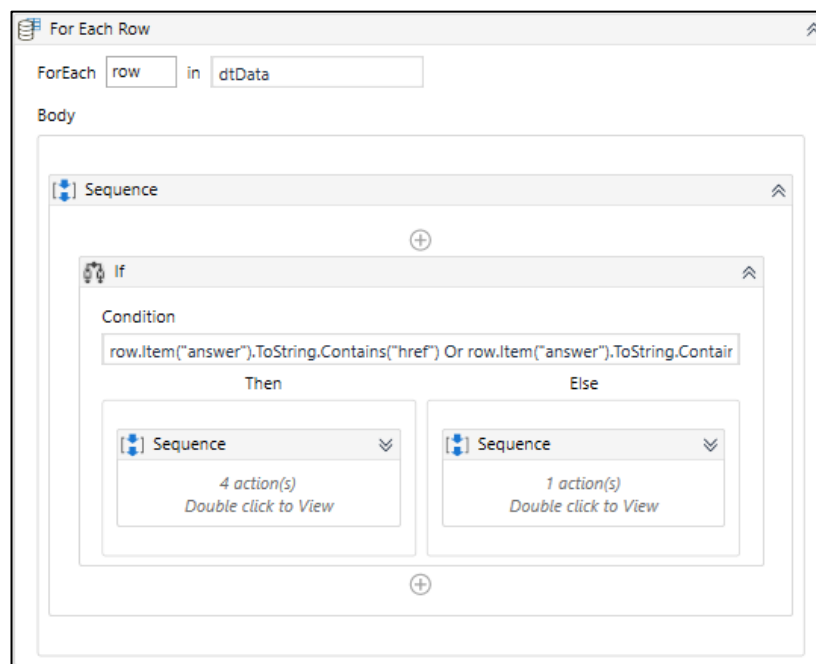 For Each Row
ForEach row in dtData
Body
Sequence
If
Condition
row.Item("answer").ToString.Contains("href") Or row.Item("answer").ToString.Contair
Then Else
Sequence Sequence
4 action(s) 1 action(s)
Double click to View Double click to View